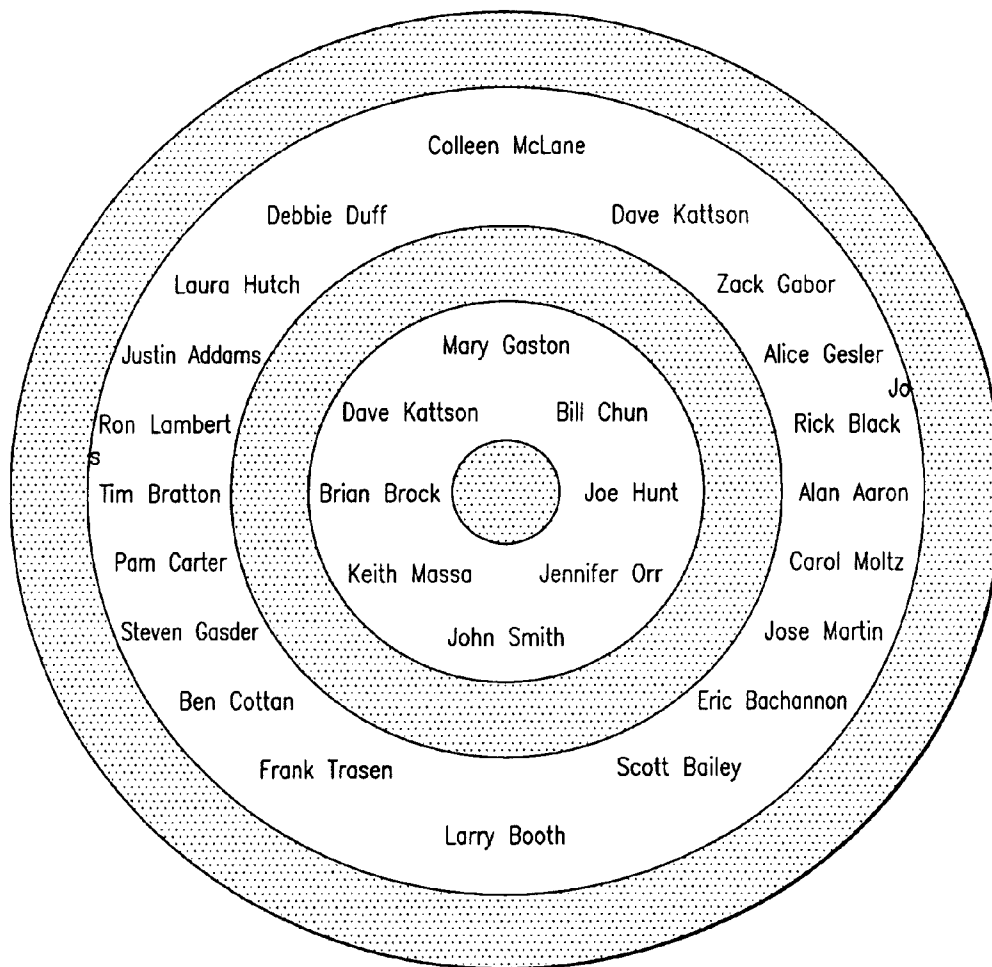 Colleen McLane
Debbie Duff
Dave Kattson
Laura Hutch
Zack Gabor
Justin Addams
Mary Gaston
Alice Gesler
Jo
Ron Lambert
Dave Kattson
Bill Chun
Rick Black
s
Tim Bratton
Brian Brock
Joe Hunt
Alan Aaron
Pam Carter
Keith Massa
Jennifer Orr
Carol Moltz
Steven Gasder
John Smith
Jose Martin
Ben Cottan
Eric Bachannon
Frank Trasen
Scott Bailey
Larry Booth